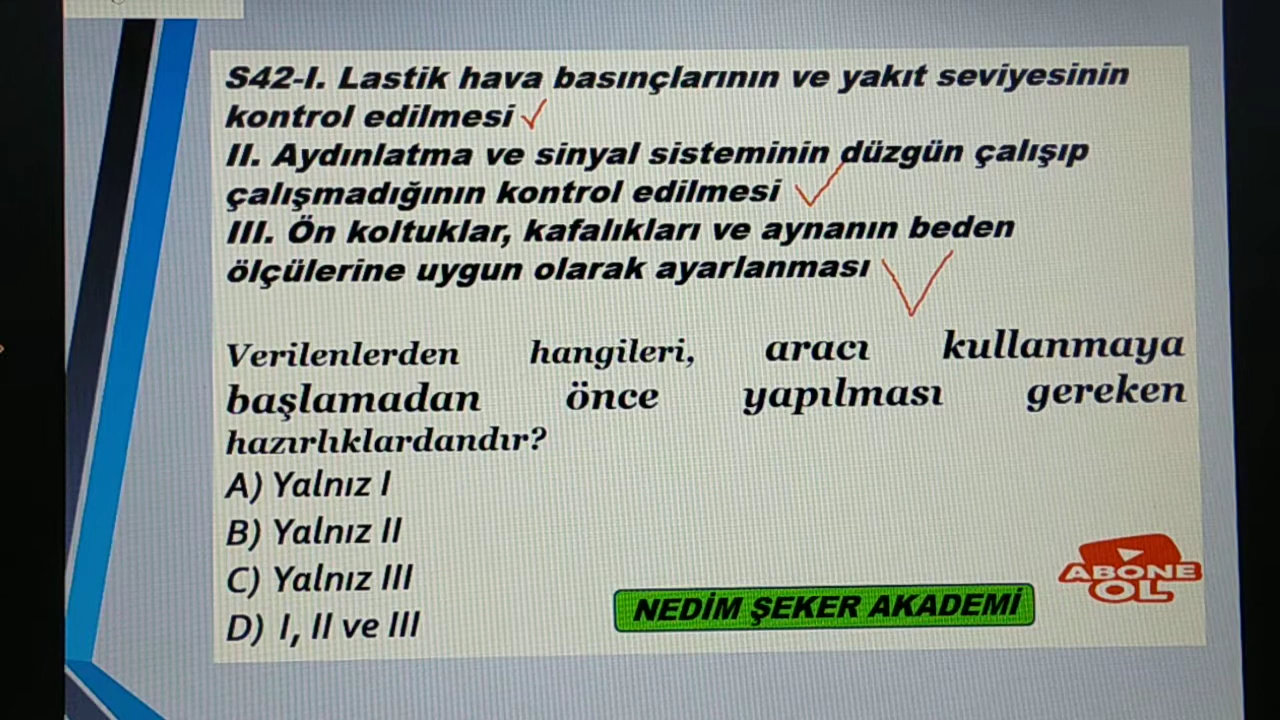 S42-I. Lastik hava basınçlarının ve yakıt seviyesinin
kontrol edilmesi
II. Aydınlatma ve sinyal sisteminin düzgün çalışıp
çalışmadığının kontrol edilmesi
III. Ön koltuklar, kafalıkları ve aynanın beden
ölçülerine uygun olarak ayarlanması
Verilenlerden hangileri, aracı kullanmaya
başlamadan önce yapılması gereken
hazırlıklardandır?
A) Yalnız I
B) Yalnız II
C) Yalnız III
D) I, II ve III
NEDİM ŞEKER AKADEMİ
ABONE
OL